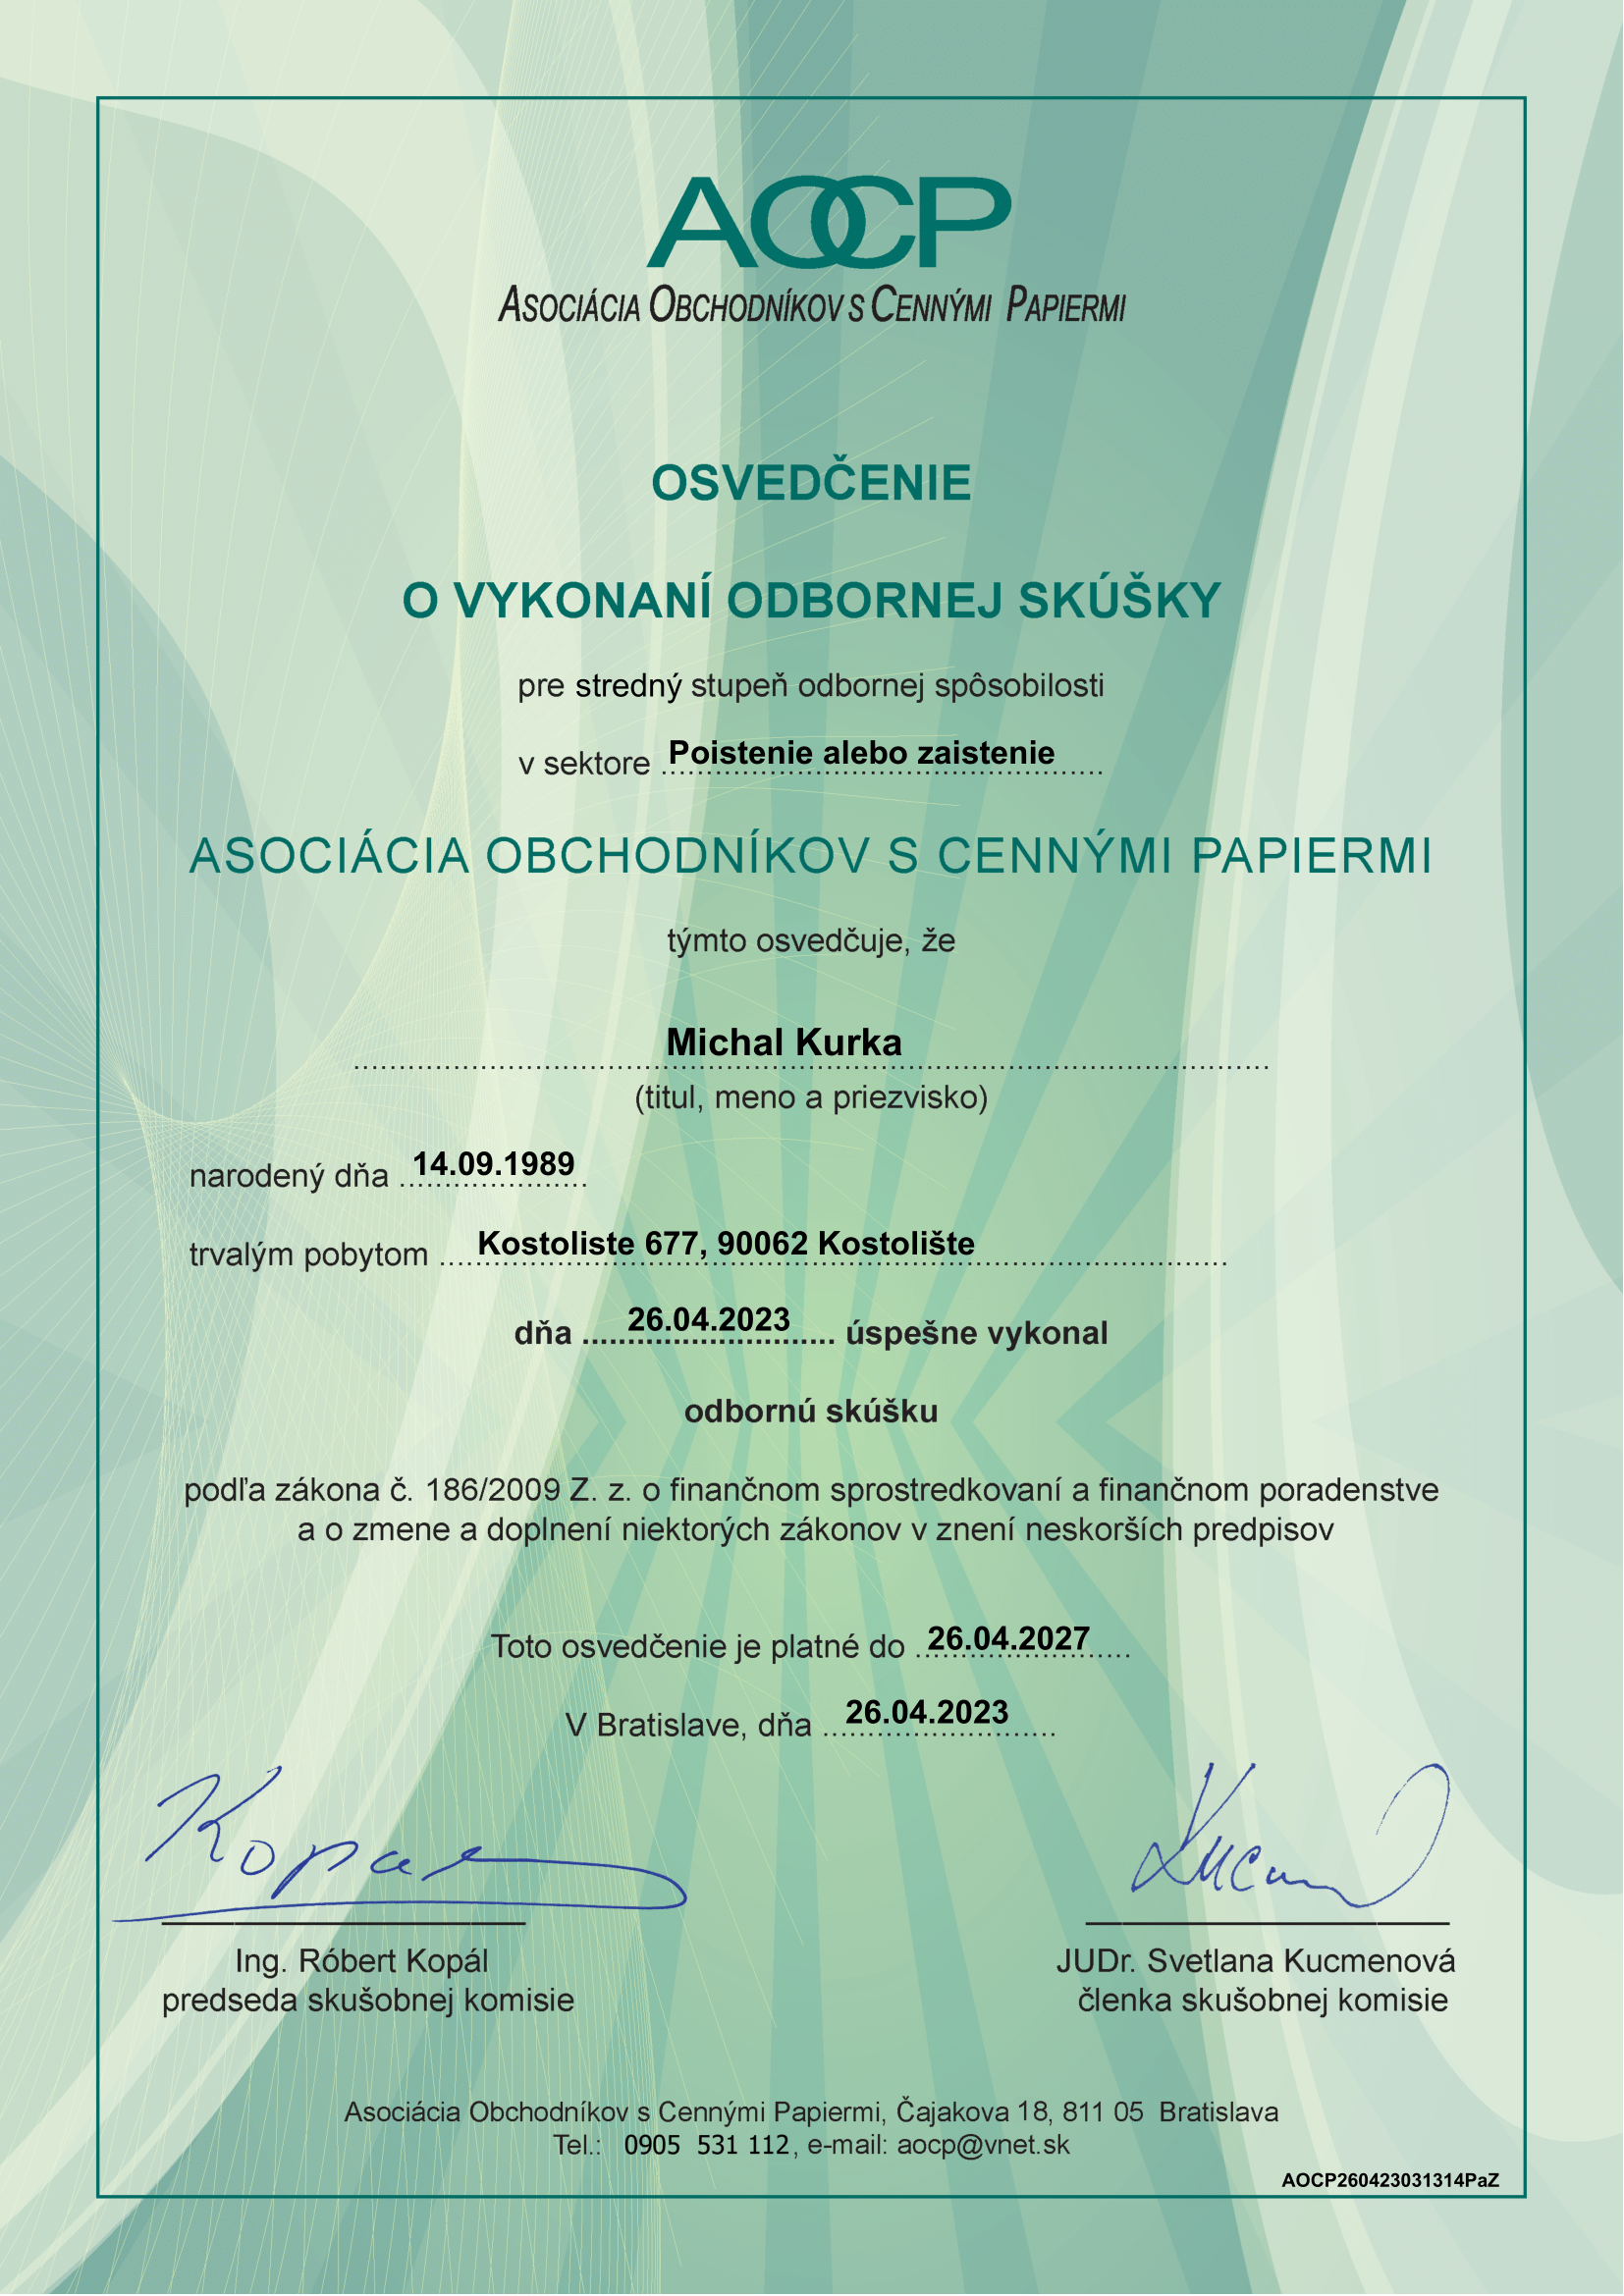 AOCP
Asociácia Obchodníkov s Cennými Papiermi
OSVEDČENIE
O VYKONANÍ ODBORNEJ SKÚŠKY
pre stredný stupeň odbornej spôsobilosti
v sektore Poistenie alebo zaistenie
ASOCIÁCIA OBCHODNÍKOV S CENNÝMI PAPIERMI
týmto osvedčuje, že
Michal Kurka
(titul, meno a priezvisko)
narodený dňa 14.09.1989
trvalým pobytom Kostoliste 677, 90062 Kostolište
dňa 26.04.2023 úspešne vykonal
odbornú skúšku
podľa zákona č. 186/2009 Z. z. o finančnom sprostredkovaní a finančnom poradenstve
a o zmene a doplnení niektorých zákonov v znení neskorších predpisov
Toto osvedčenie je platné do 26.04.2027
V Bratislave, dňa 26.04.2023
Ing. Róbert Kopál
predseda skušobnej komisie
JUDr. Svetlana Kucmenová
členka skušobnej komisie
Asociácia Obchodníkov s Cennými Papiermi, Čajakova 18, 811 05 Bratislava
Tel.: 0905 531 112, e-mail: aocp@vnet.sk
AOCP260423031314PaZ